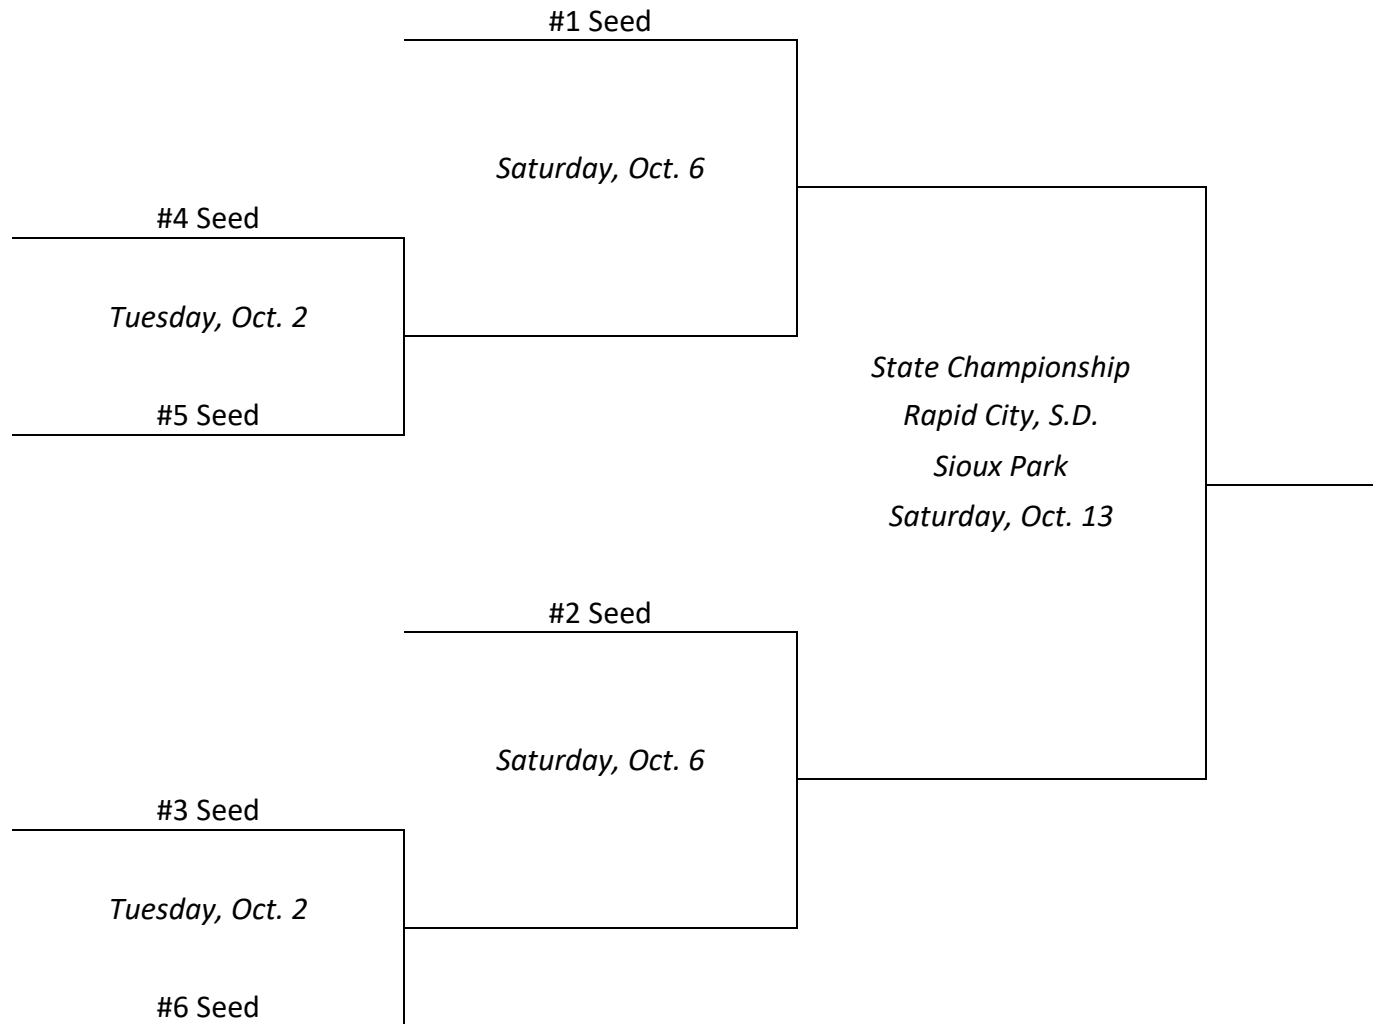 #1 Seed
Saturday, Oct. 6
#4 Seed
Tuesday, Oct. 2
#5 Seed
State Championship
Rapid City, S.D.
Sioux Park
Saturday, Oct. 13
#2 Seed
Saturday, Oct. 6
#3 Seed
Tuesday, Oct. 2
#6 Seed